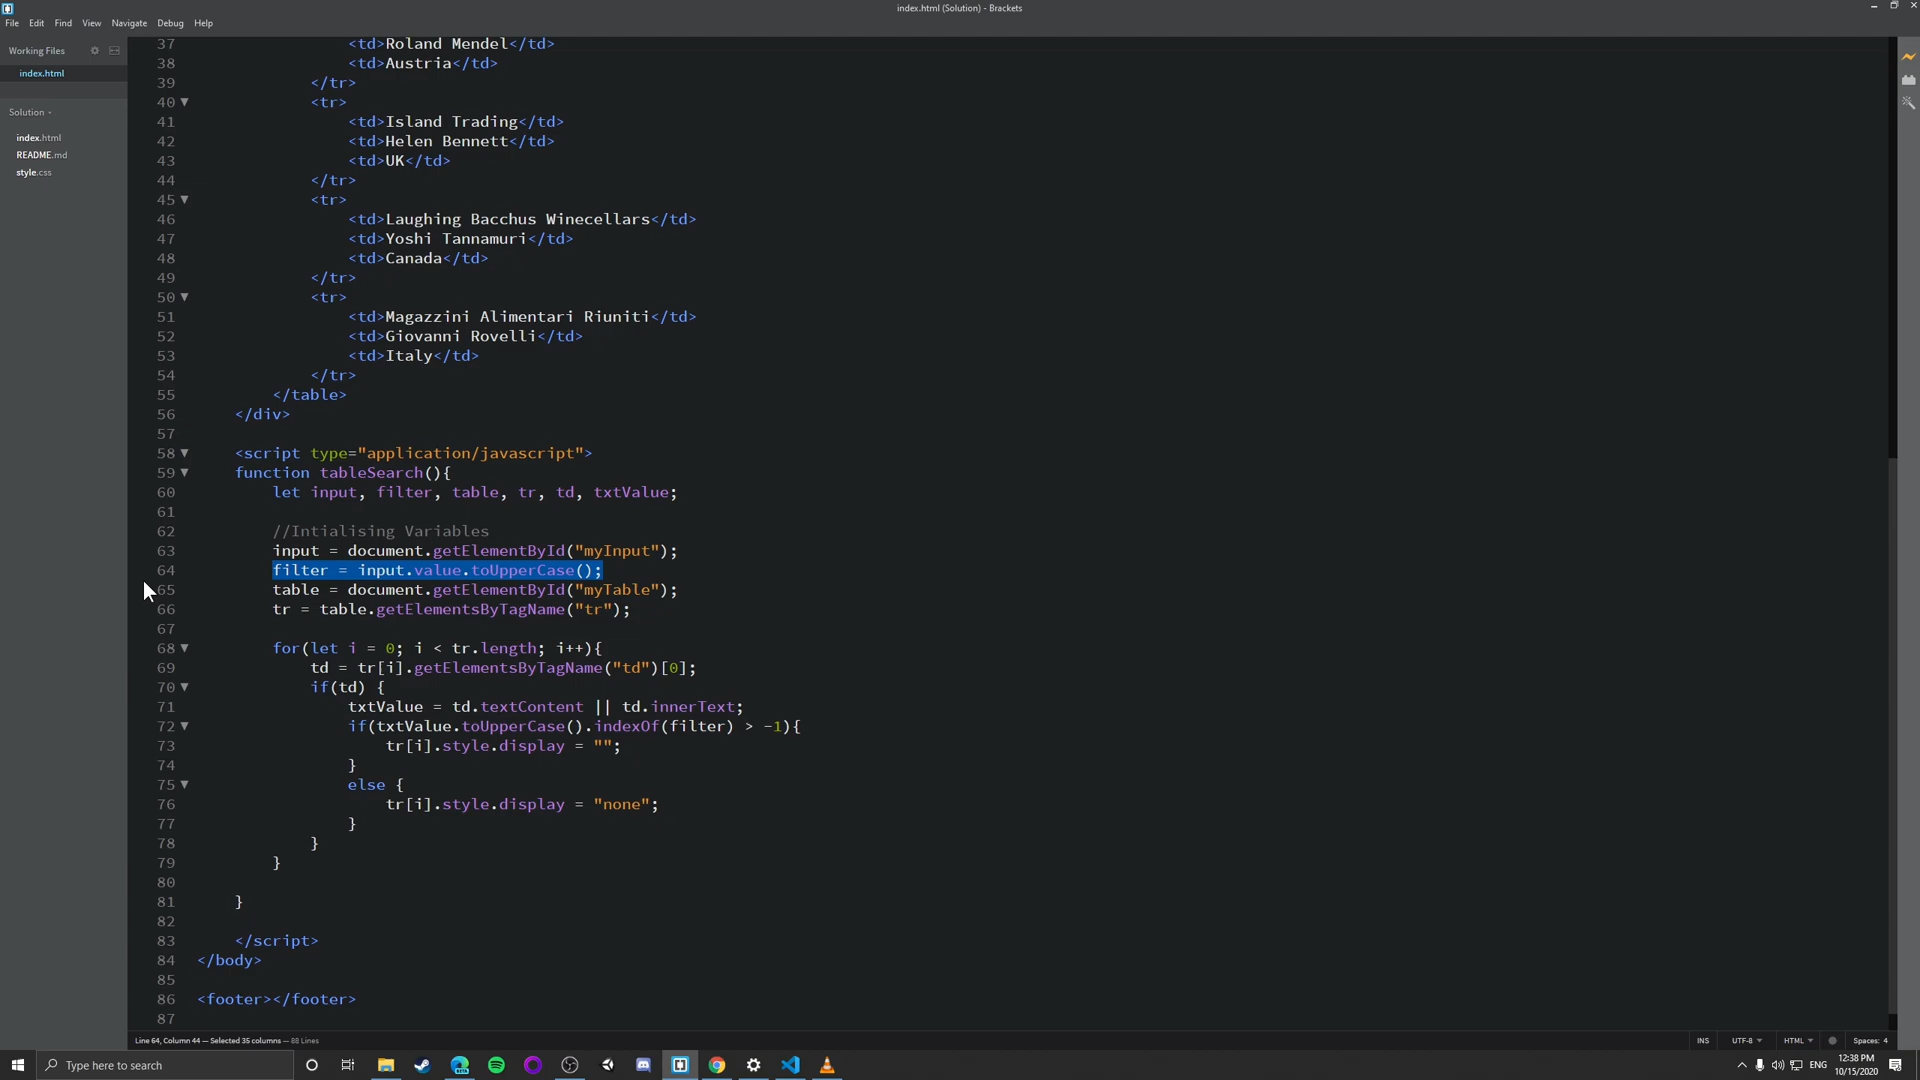 index.html (Solution) - Brackets
File Edit Find View Navigate Debug Help
Working Files
index.html
Solution
index.html
README.md
style.css
37 <td>Roland Mendel</td>
38 <td>Austria</td>
39 </tr>
40 <tr>
41 <td>Island Trading</td>
42 <td>Helen Bennett</td>
43 <td>UK</td>
44 </tr>
45 <tr>
46 <td>Laughing Bacchus Winecellars</td>
47 <td>Yoshi Tannamuri</td>
48 <td>Canada</td>
49 </tr>
50 <tr>
51 <td>Magazzini Alimentari Riuniti</td>
52 <td>Giovanni Rovelli</td>
53 <td>Italy</td>
54 </tr>
55 </table>
56 </div>
57
58 <script type="application/javascript">
59 function tableSearch(){
60 let input, filter, table, tr, td, txtValue;
61
62 //Intialising Variables
63 input = document.getElementById("myInput");
64 filter = input.value.toUpperCase();
65 table = document.getElementById("myTable");
66 tr = table.getElementsByTagName("tr");
67
68 for(let i = 0; i < tr.length; i++){
69 td = tr[i].getElementsByTagName("td")[0];
70 if(td) {
71 txtValue = td.textContent || td.innerText;
72 if(txtValue.toUpperCase().indexOf(filter) > -1){
73 tr[i].style.display = "";
74 }
75 else {
76 tr[i].style.display = "none";
77 }
78 }
79 }
80
81 }
82
83 </script>
84 </body>
85
86 <footer></footer>
87
Line 64, Column 44 — Selected 35 columns — 88 Lines
INS UTF-8 HTML Spaces: 4
Type here to search
ENG
12:38 PM
10/15/2020